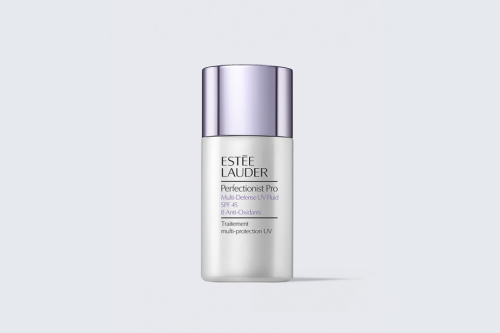 ESTĒE
LAUDER
Perfectionist Pro
Multi-Defense UV Fluid
SPF 45
8 Anti-Oxidants
Traitement
multi-protection UV